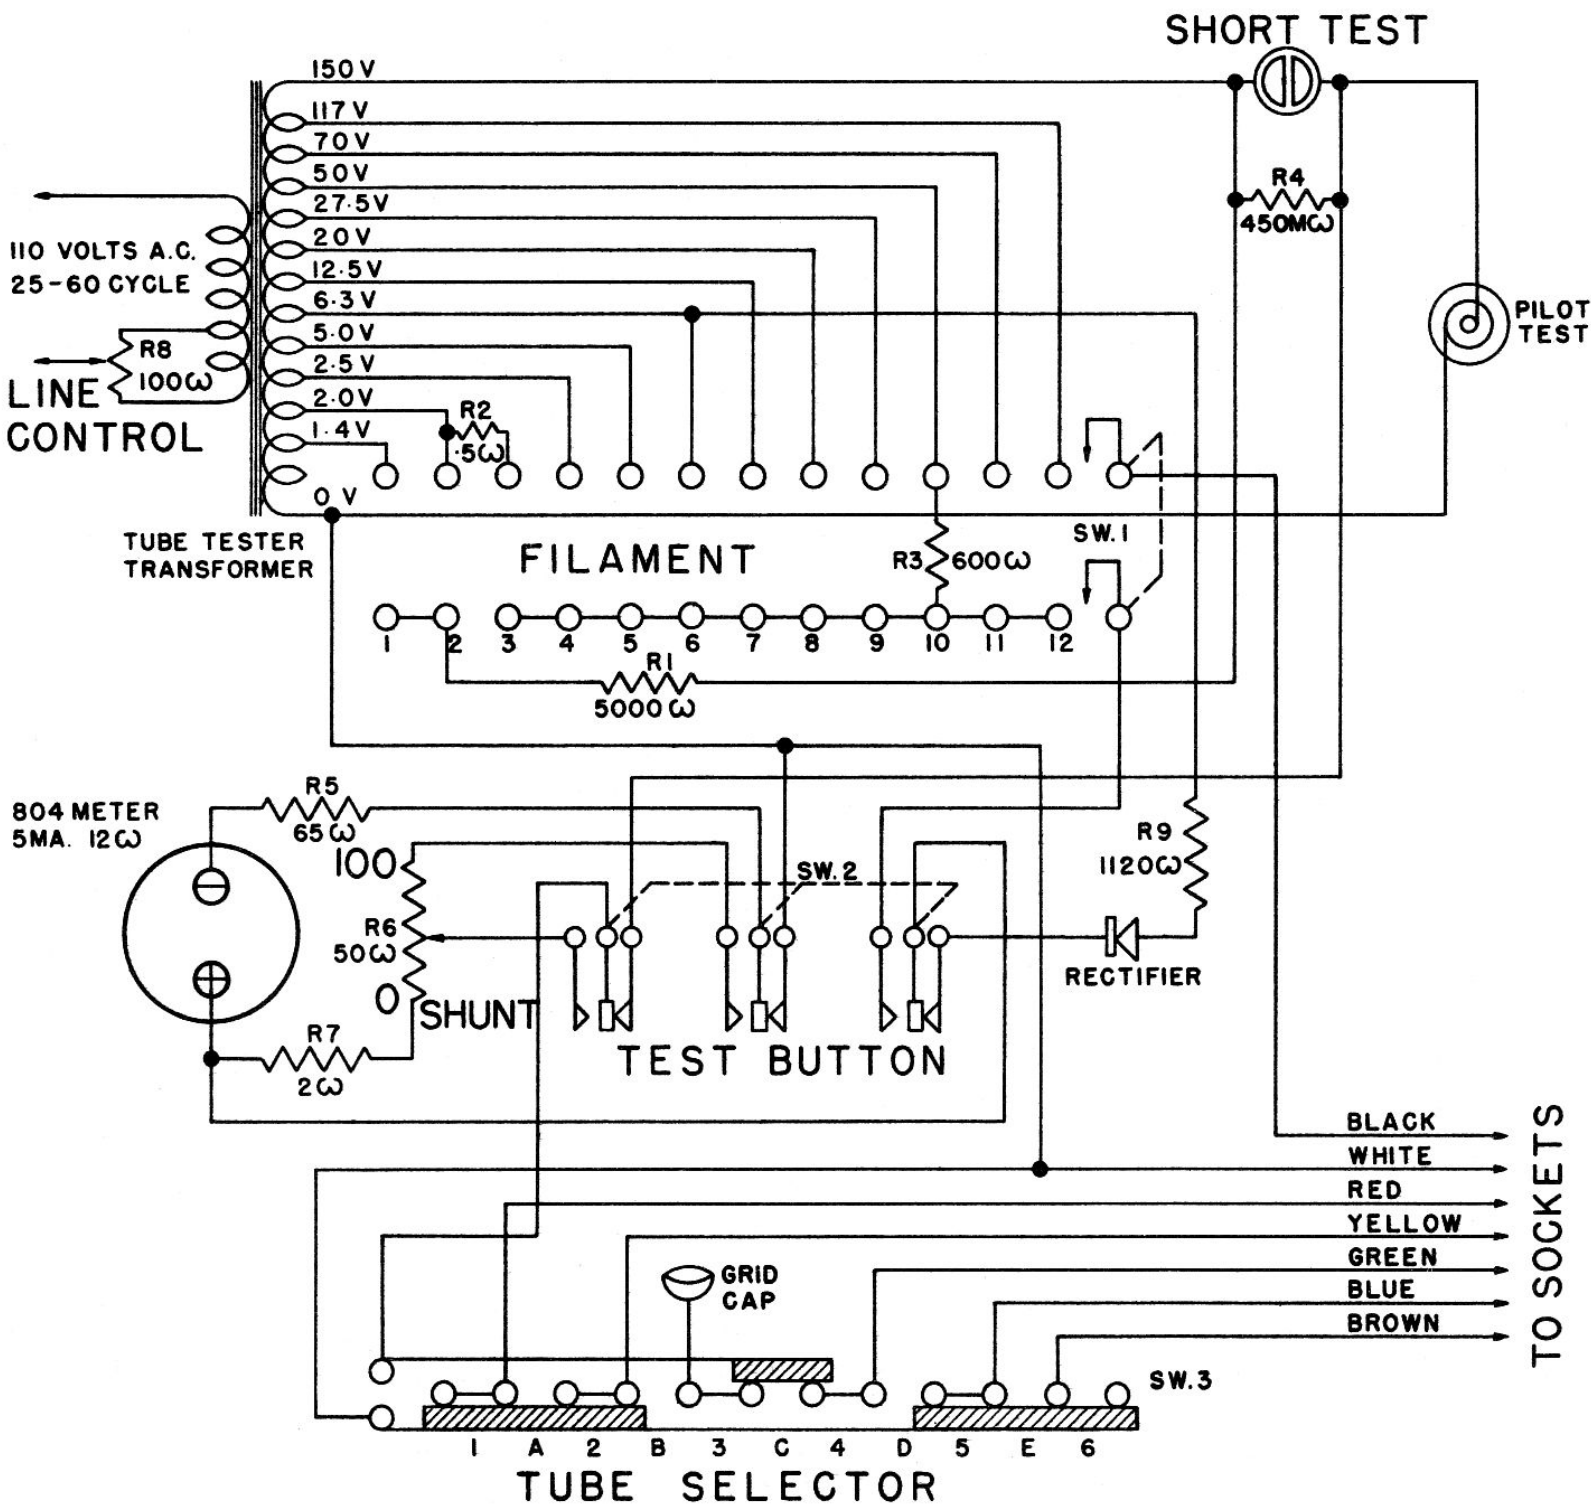 SHORT TEST
150 V
117 V
70 V
50 V
27.5 V
20 V
12.5 V
6.3 V
5.0 V
2.5 V
2.0 V
1.4 V
0 V
R4
450Mω
110 VOLTS A.C.
25-60 CYCLE
PILOT
TEST
R8
100ω
LINE
CONTROL
R2
.5ω
SW.1
TUBE TESTER
TRANSFORMER
FILAMENT
R3 600ω
1 2 3 4 5 6 7 8 9 10 11 12
R1
5000ω
804 METER
5MA. 12ω
R5
65ω
100
R6
50ω
0
SHUNT
SW.2
R9
1120ω
RECTIFIER
R7
2ω
TEST BUTTON
BLACK
WHITE
RED
YELLOW
GREEN
BLUE
BROWN
TO SOCKETS
GRID
CAP
SW.3
1 A 2 B 3 C 4 D 5 E 6
TUBE SELECTOR